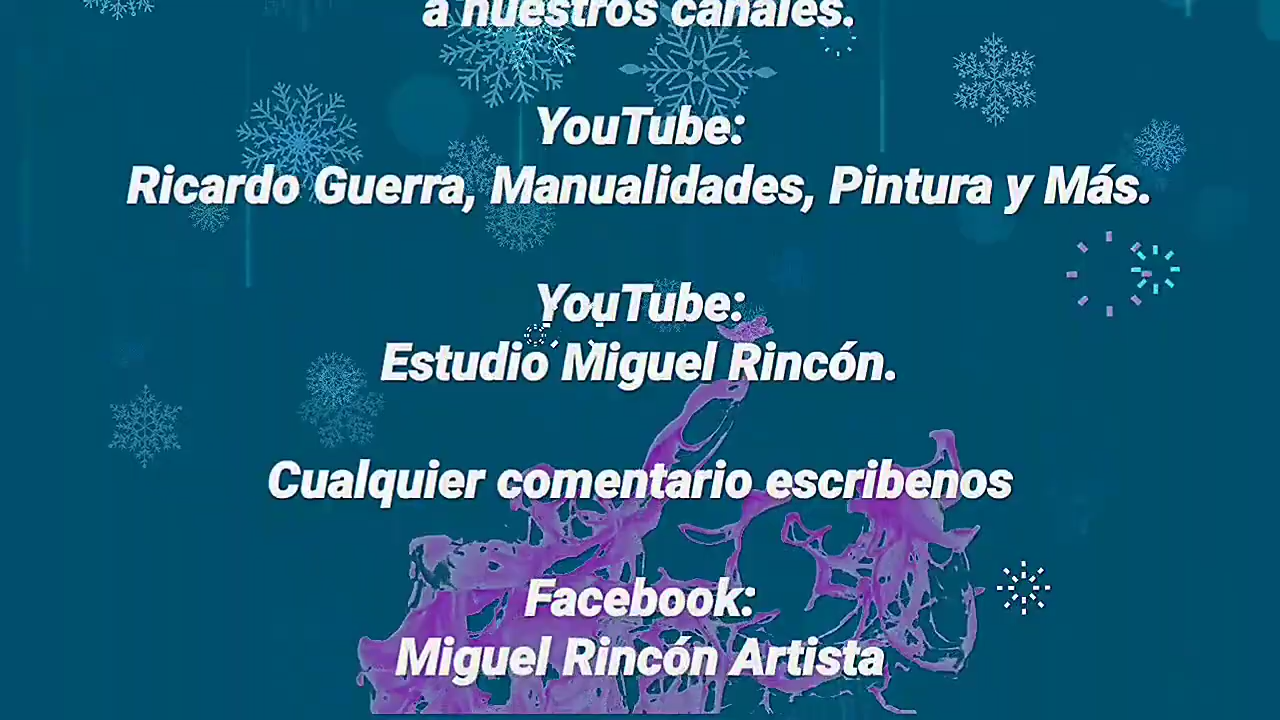 a nuestros canales.
YouTube:
Ricardo Guerra, Manualidades, Pintura y Más.
YouTube:
Estudio Miguel Rincón.
Cualquier comentario escribenos
Facebook:
Miguel Rincón Artista